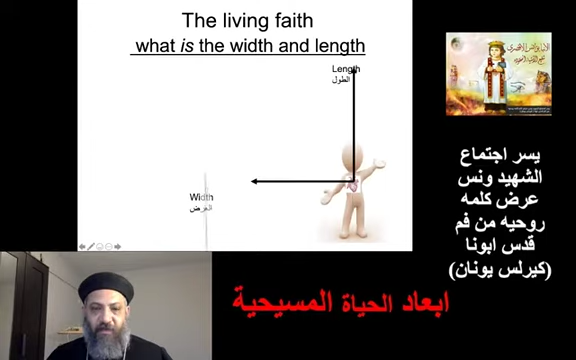 The living faith
what is the width and length
Length
الطول
Width
العرض
يسر اجتماع
الشهيد ونس
عرض كلمه
روحيه من فم
قدس ابونا
(كيرلس يونان)
ابعاد الحياة المسيحية